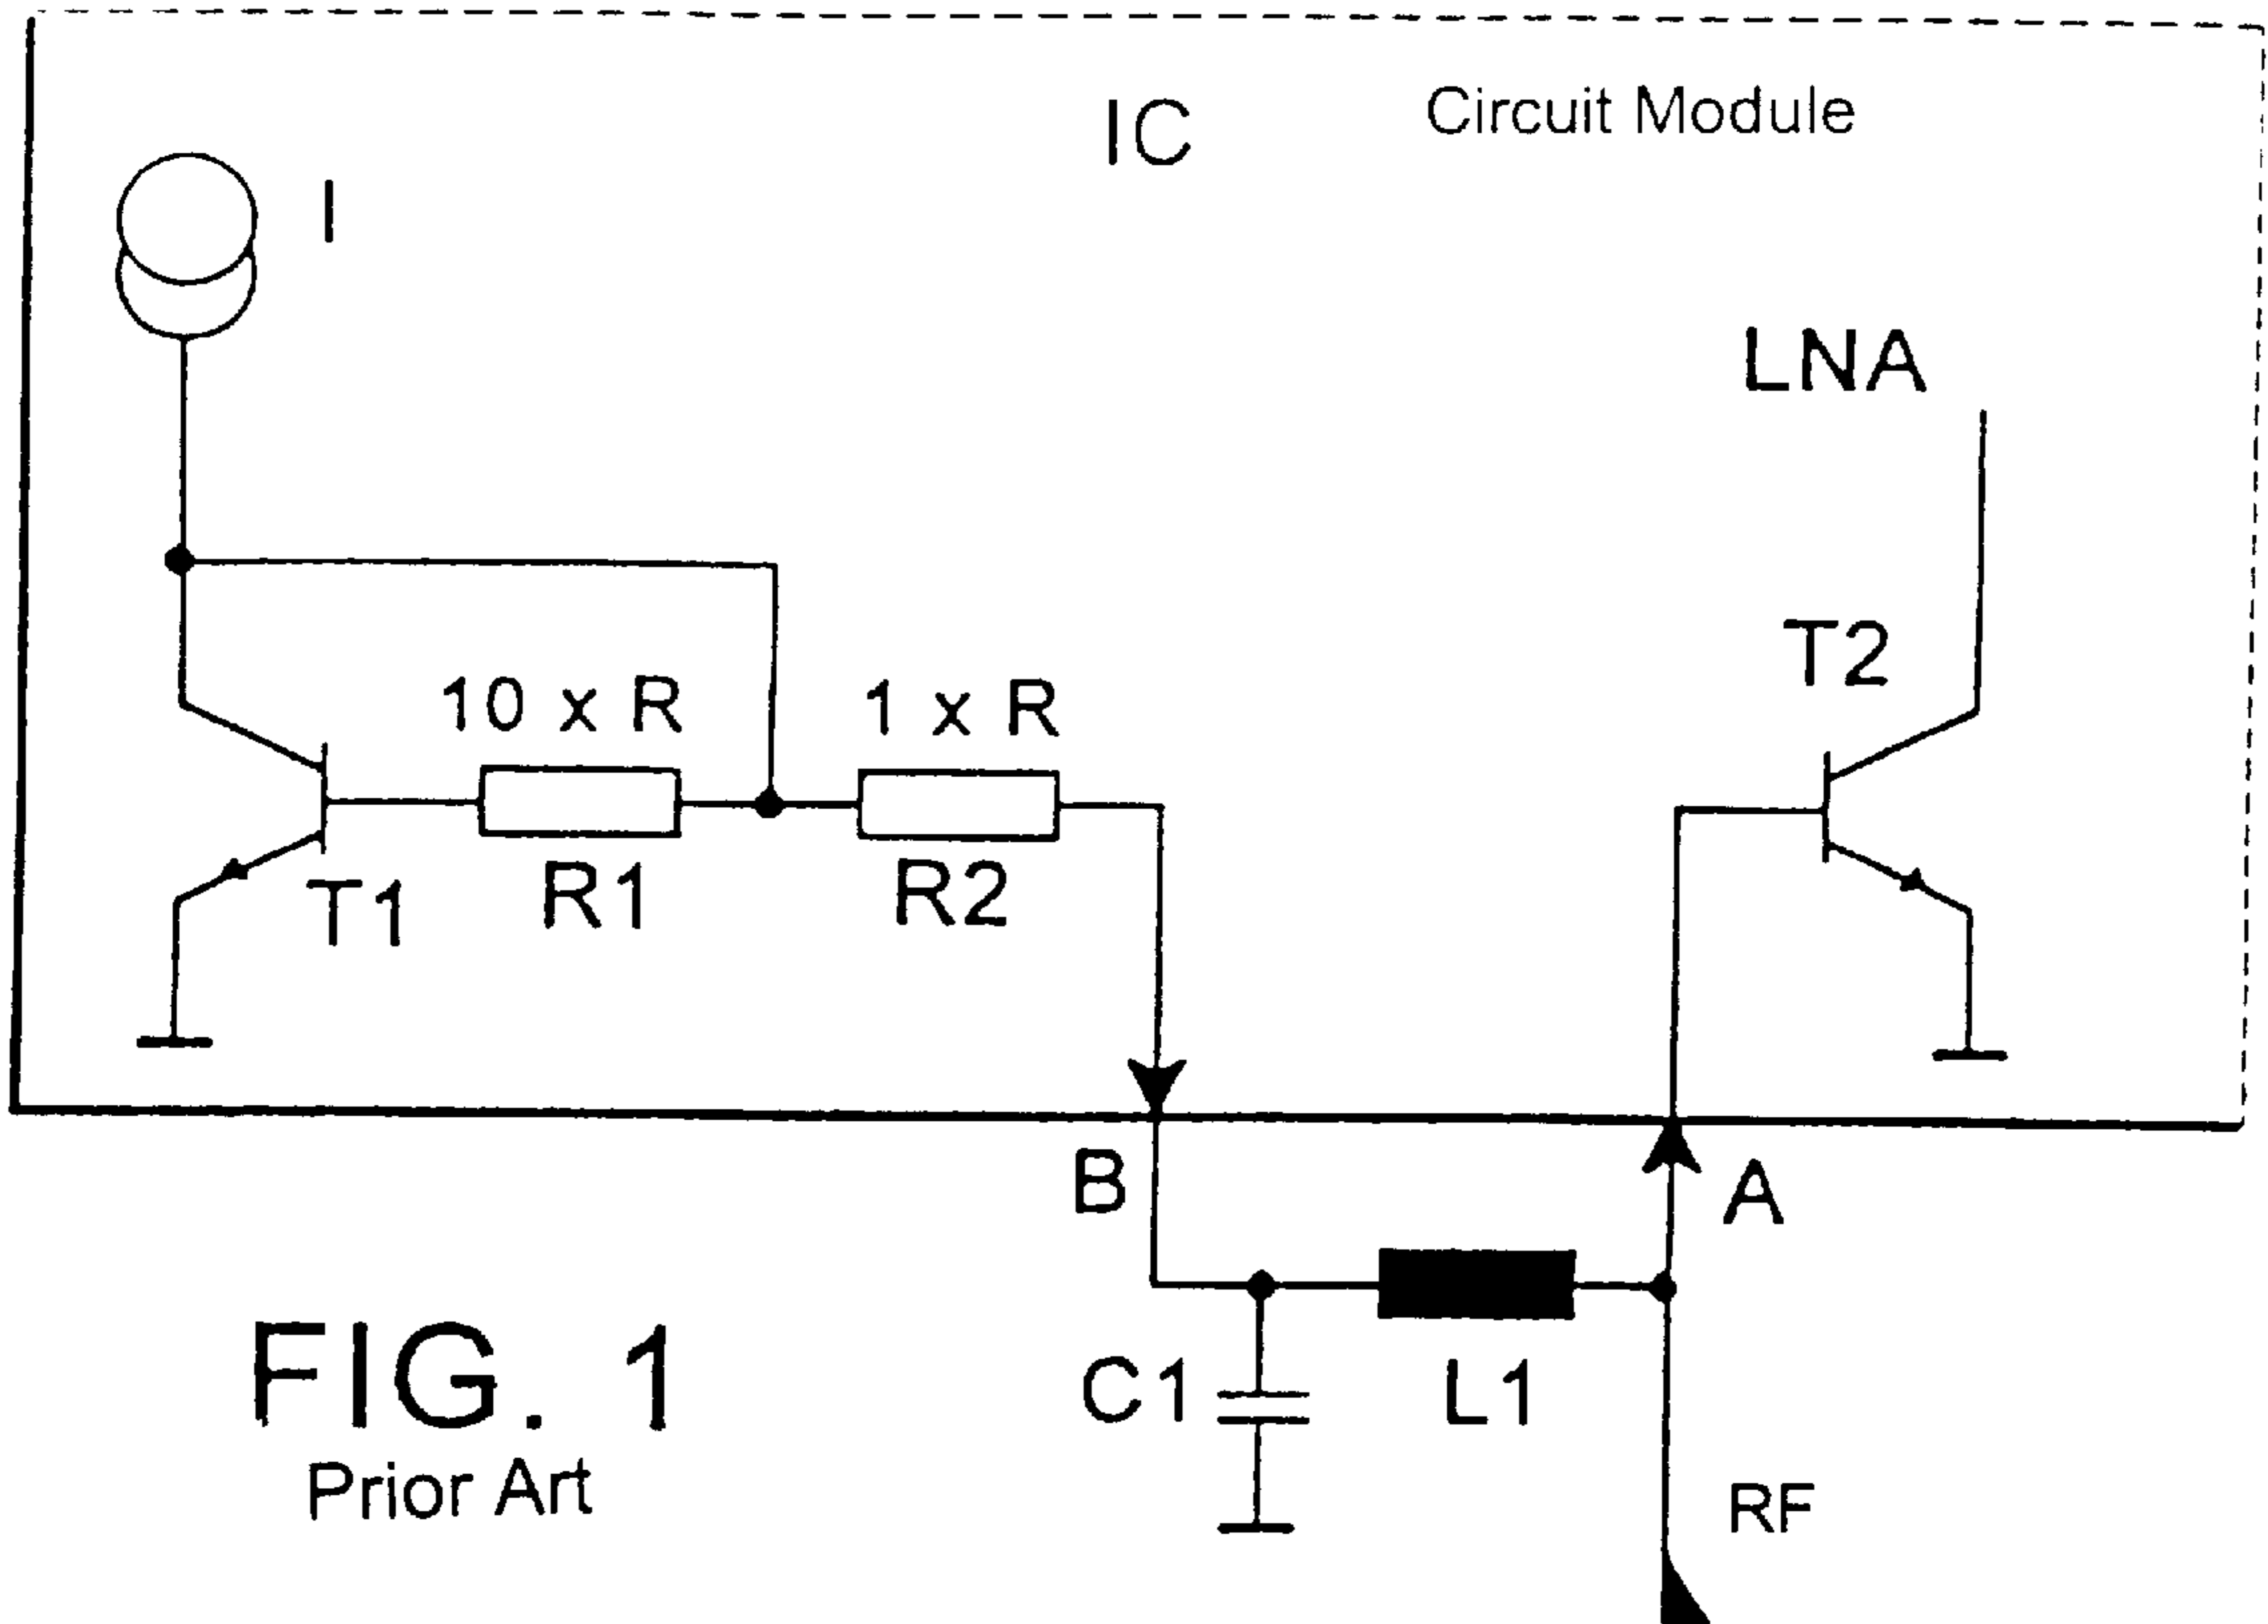 IC
Circuit Module
I
LNA
T2
10 x R
1 x R
T1
R1
R2
B
A
C1
L1
FIG. 1
Prior Art
RF